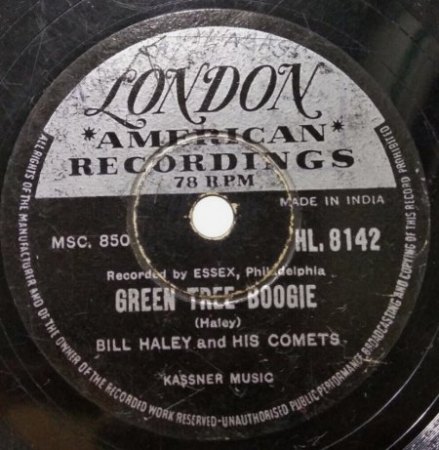 LONDON
*AMERICAN*
RECORDINGS
78 RPM
MADE IN INDIA
MSC. 850
HL. 8142
Recorded by ESSEX, Philadelphia
GREEN TREE BOOGIE
(Haley)
BILL HALEY and HIS COMETS
KASSNER MUSIC
ALL RIGHTS OF THE MANUFACTURER AND OF THE OWNER OF THE RECORDED WORK RESERVED-UNAUTHORISED PUBLIC PERFORMANCE BROADCASTING AND COPYING OF THIS RECORD PROHIBITED